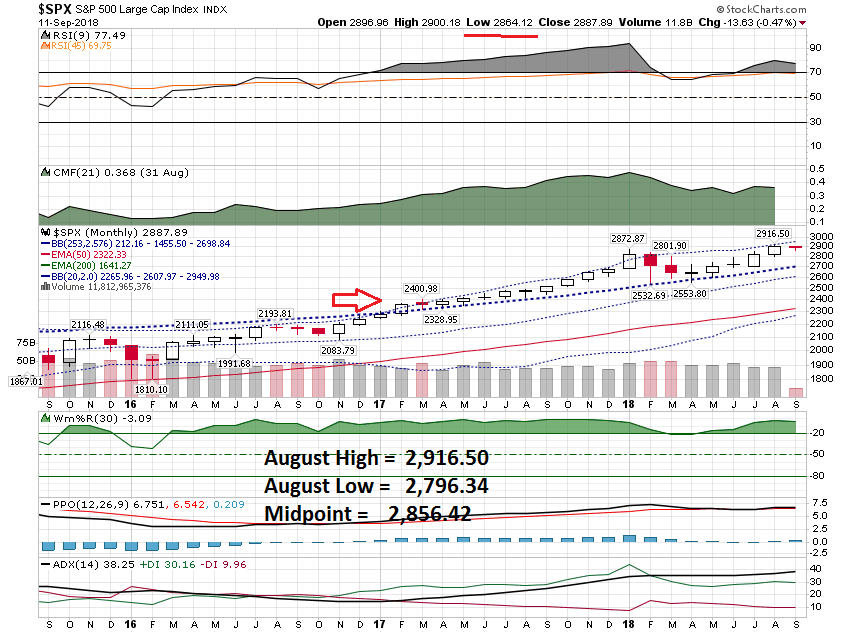 $SPX S&P 500 Large Cap Index INDX © StockCharts.com
11-Sep-2018 Open 2896.96 High 2900.18 Low 2864.12 Close 2887.89 Volume 11.8B Chg -13.63 (-0.47%)
RSI(9) 77.49
RSI(45) 69.75
90
70
50
30
10
CMF(21) 0.368 (31 Aug)
0.5
0.4
0.3
0.2
0.1
$SPX (Monthly) 2887.89
BB(253,2.576) 212.16 - 1455.50 - 2698.84
EMA(50) 2322.33
EMA(200) 1641.27
BB(20,2.0) 2265.96 - 2607.97 - 2949.98
Volume 11,812,965,376
2872.87
2801.90
2916.50
2400.98
2193.81
2116.48
2111.05
2328.95
2532.69
2553.80
2083.79
1991.68
1867.01
1810.10
3000
2900
2800
2700
2600
2500
2400
2300
2200
2100
2000
1900
1800
75B
50B
S O N D 16 F M A M J J A S O N D 17 F M A M J J A S O N D 18 F M A M J J A S
Wm%R(30) -3.09
-20
-50
-80
August High = 2,916.50
August Low = 2,796.34
Midpoint = 2,856.42
PPO(12,26,9) 6.751, 6.542, 0.209
7.5
5.0
2.5
0.0
-2.5
ADX(14) 38.25 +DI 30.16 -DI 9.96
40
30
20
10
S O N D 16 F M A M J J A S O N D 17 F M A M J J A S O N D 18 F M A M J J A S